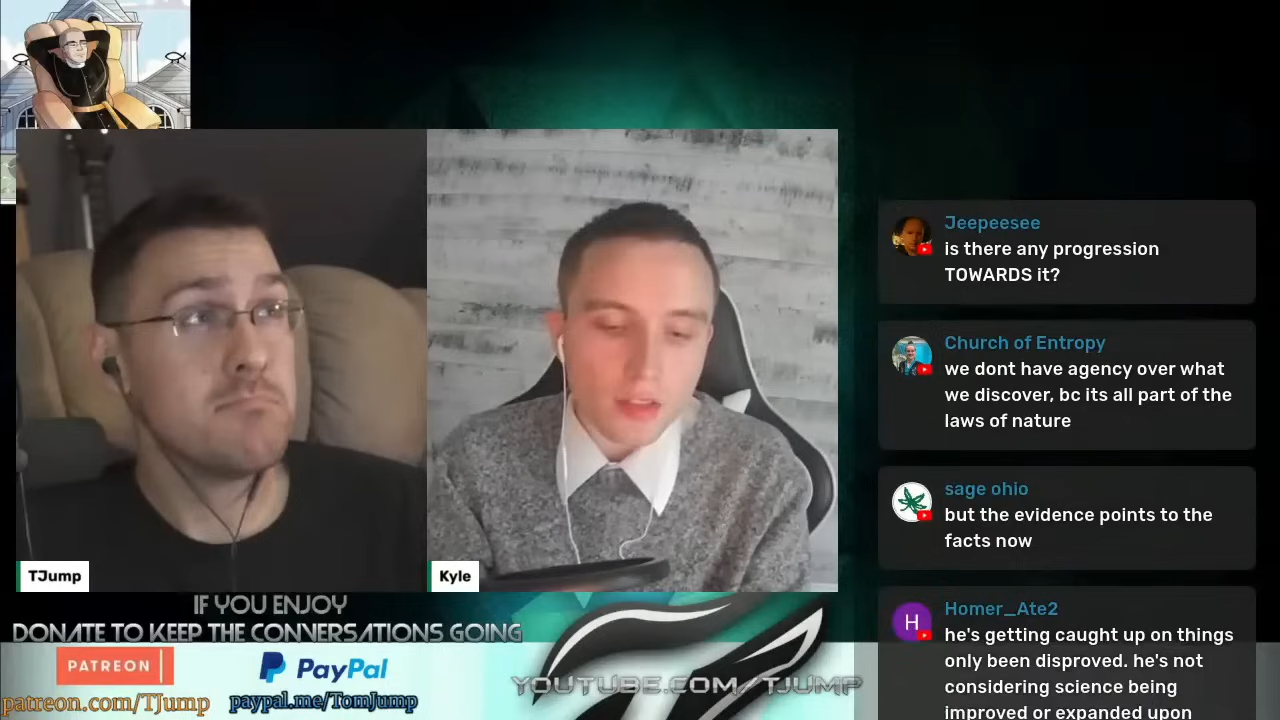 Jeepeesee
is there any progression
TOWARDS it?
Church of Entropy
we dont have agency over what
we discover, bc its all part of the
laws of nature
sage ohio
but the evidence points to the
facts now
H
Homer_Ate2
he's getting caught up on things
only been disproved. he's not
considering science being
improved or expanded upon
TJump
Kyle
IF YOU ENJOY
DONATE TO KEEP THE CONVERSATIONS GOING
PATREON
PayPal
patreon.com/TJump
paypal.me/TomJump
YOUTUBE.COM/TJUMP